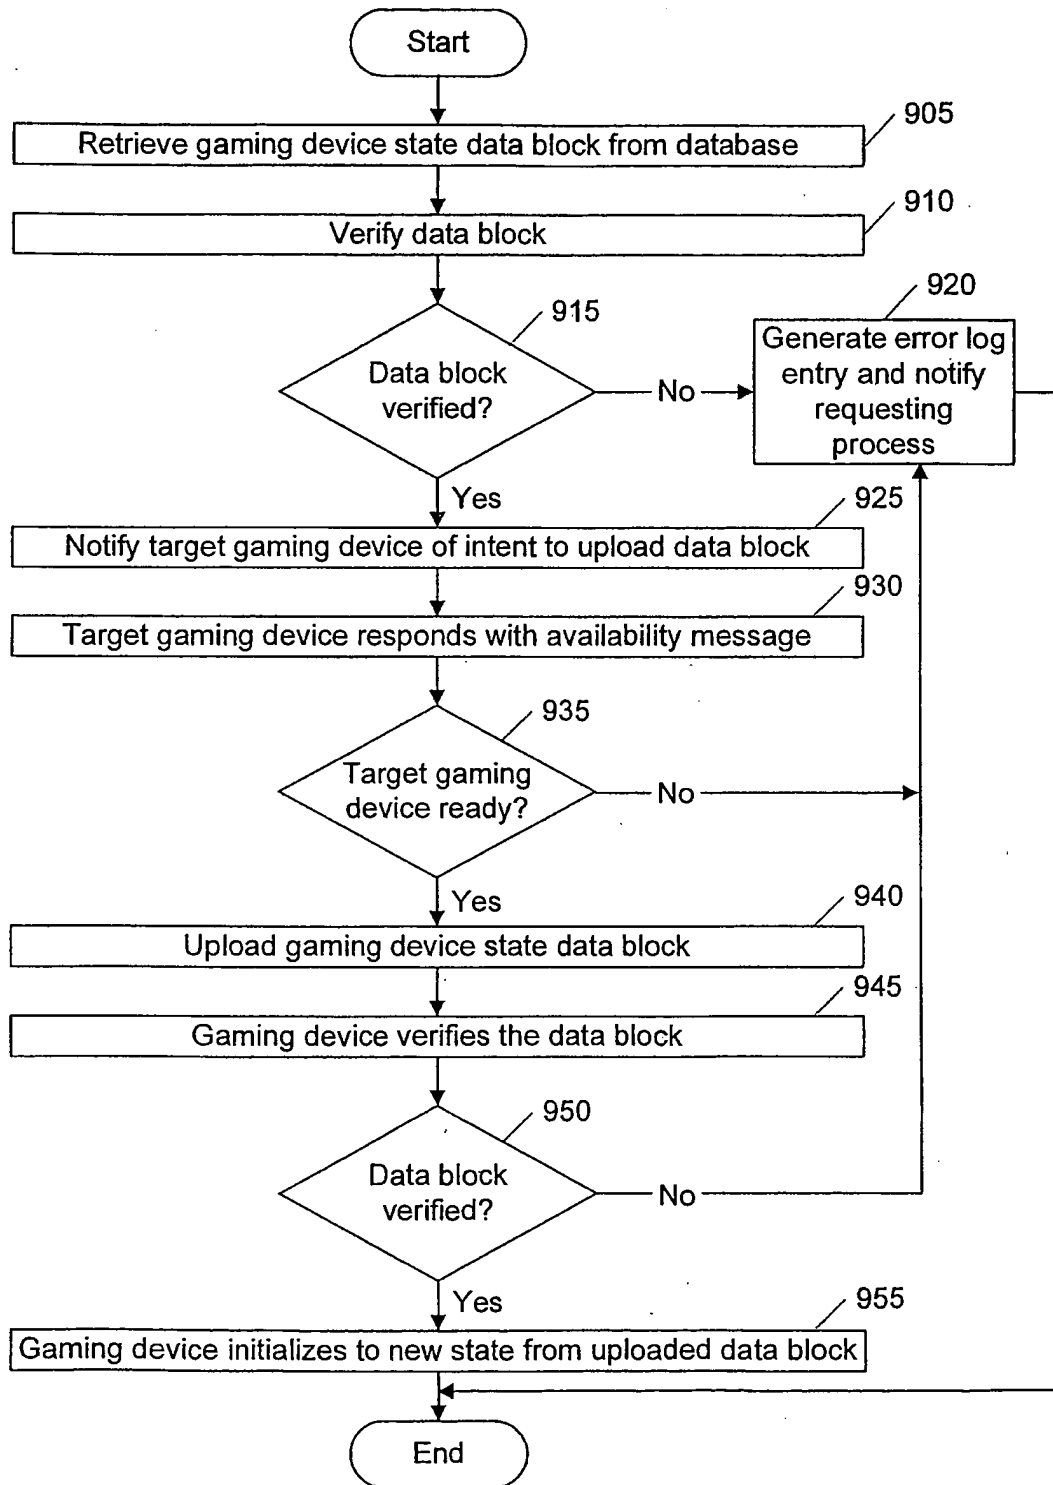 Start
905
Retrieve gaming device state data block from database
910
Verify data block
915
Data block
verified?
No
920
Generate error log
entry and notify
requesting
process
Yes
925
Notify target gaming device of intent to upload data block
930
Target gaming device responds with availability message
935
Target gaming
device ready?
No
Yes
940
Upload gaming device state data block
945
Gaming device verifies the data block
950
Data block
verified?
No
Yes
955
Gaming device initializes to new state from uploaded data block
End